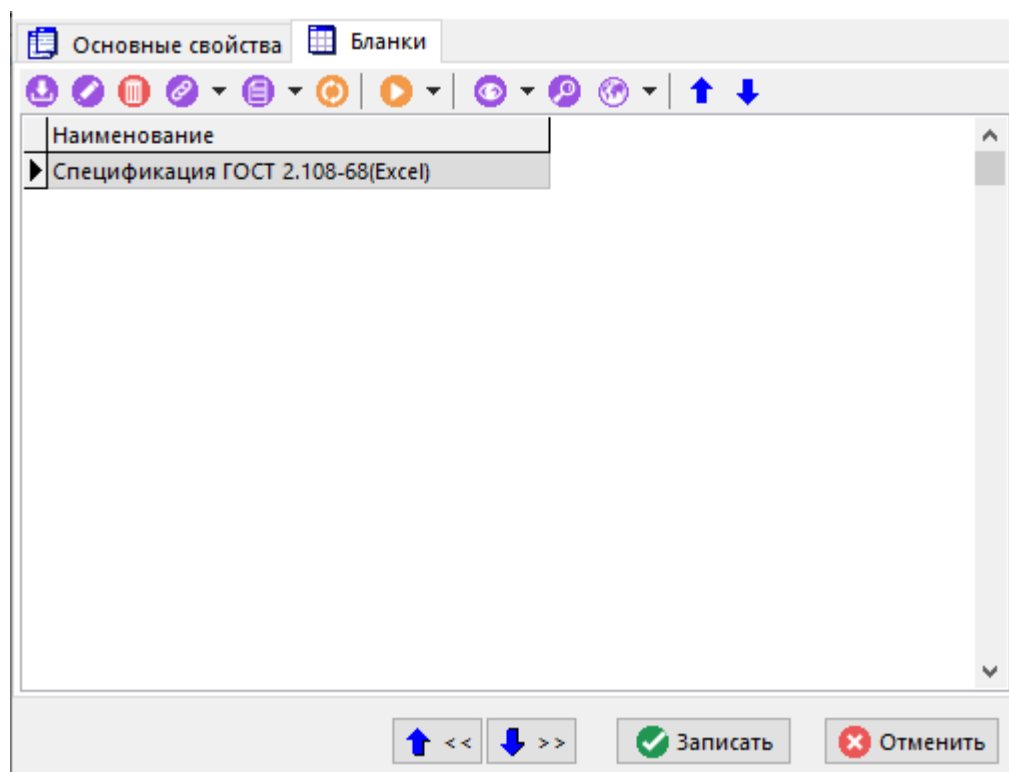 Основные свойства Бланки
Наименование
Спецификация ГОСТ 2.108-68(Excel)
<< >> Записать Отменить